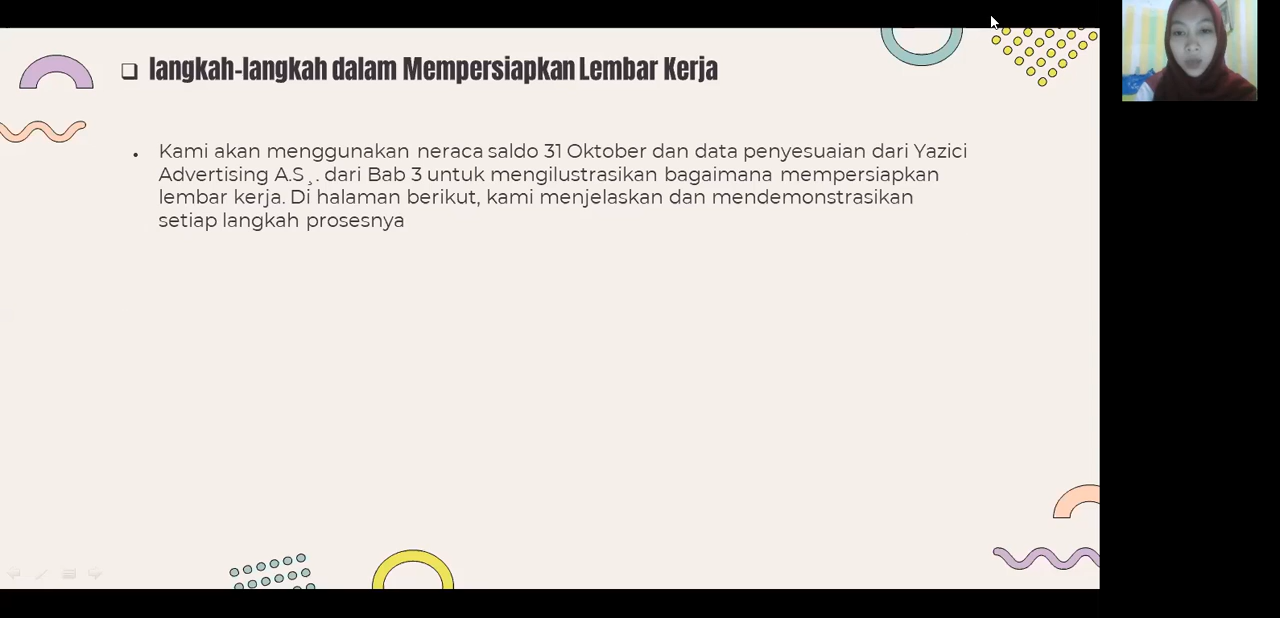 ❑ langkah-langkah dalam Mempersiapkan Lembar Kerja
• Kami akan menggunakan neraca saldo 31 Oktober dan data penyesuaian dari Yazici
Advertising A.S¸. dari Bab 3 untuk mengilustrasikan bagaimana mempersiapkan
lembar kerja. Di halaman berikut, kami menjelaskan dan mendemonstrasikan
setiap langkah prosesnya